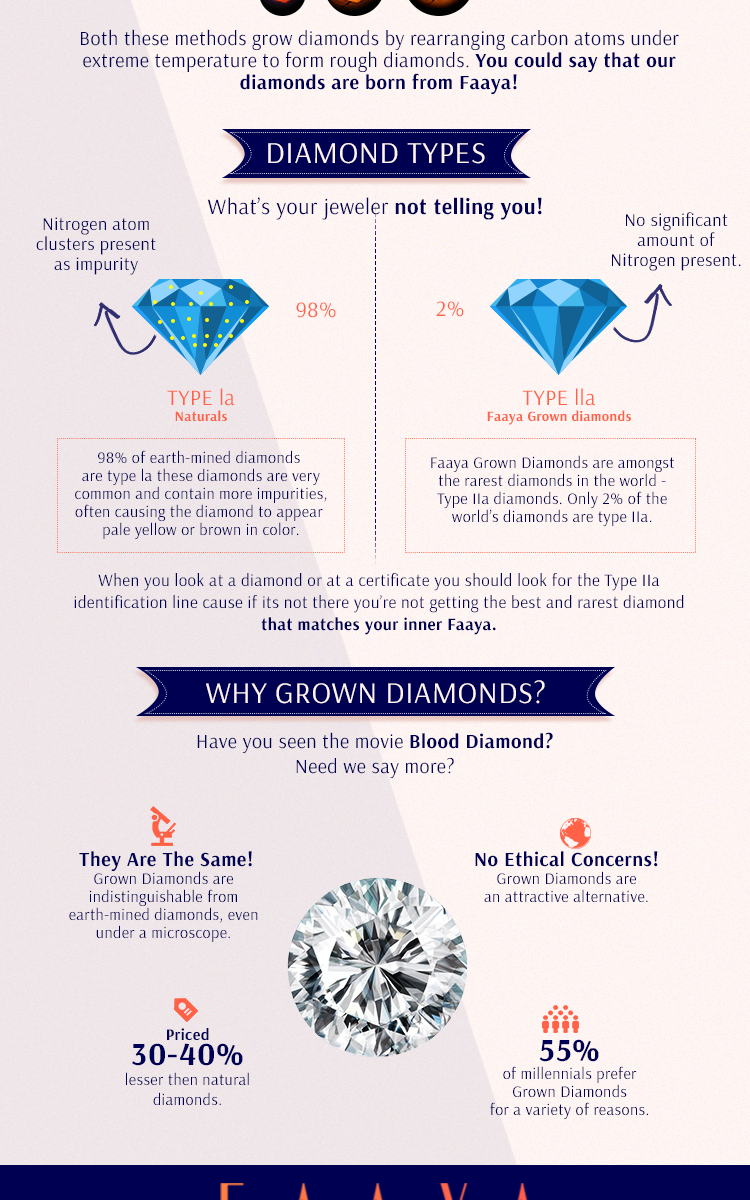 Both these methods grow diamonds by rearranging carbon atoms under
extreme temperature to form rough diamonds. You could say that our
diamonds are born from Faaya!
DIAMOND TYPES
What's your jeweler not telling you!
Nitrogen atom
clusters present
as impurity
98%
TYPE la
Naturals
98% of earth-mined diamonds
are type la these diamonds are very
common and contain more impurities,
often causing the diamond to appear
pale yellow or brown in color.
No significant
amount of
Nitrogen present.
2%
TYPE lla
Faaya Grown diamonds
Faaya Grown Diamonds are amongst
the rarest diamonds in the world -
Type IIa diamonds. Only 2% of the
world's diamonds are type IIa.
When you look at a diamond or at a certificate you should look for the Type IIa
identification line cause if its not there you're not getting the best and rarest diamond
that matches your inner Faaya.
WHY GROWN DIAMONDS?
Have you seen the movie Blood Diamond?
Need we say more?
They Are The Same!
Grown Diamonds are
indistinguishable from
earth-mined diamonds, even
under a microscope.
No Ethical Concerns!
Grown Diamonds are
an attractive alternative.
Priced
30-40%
lesser then natural
diamonds.
55%
of millennials prefer
Grown Diamonds
for a variety of reasons.
FAAYA